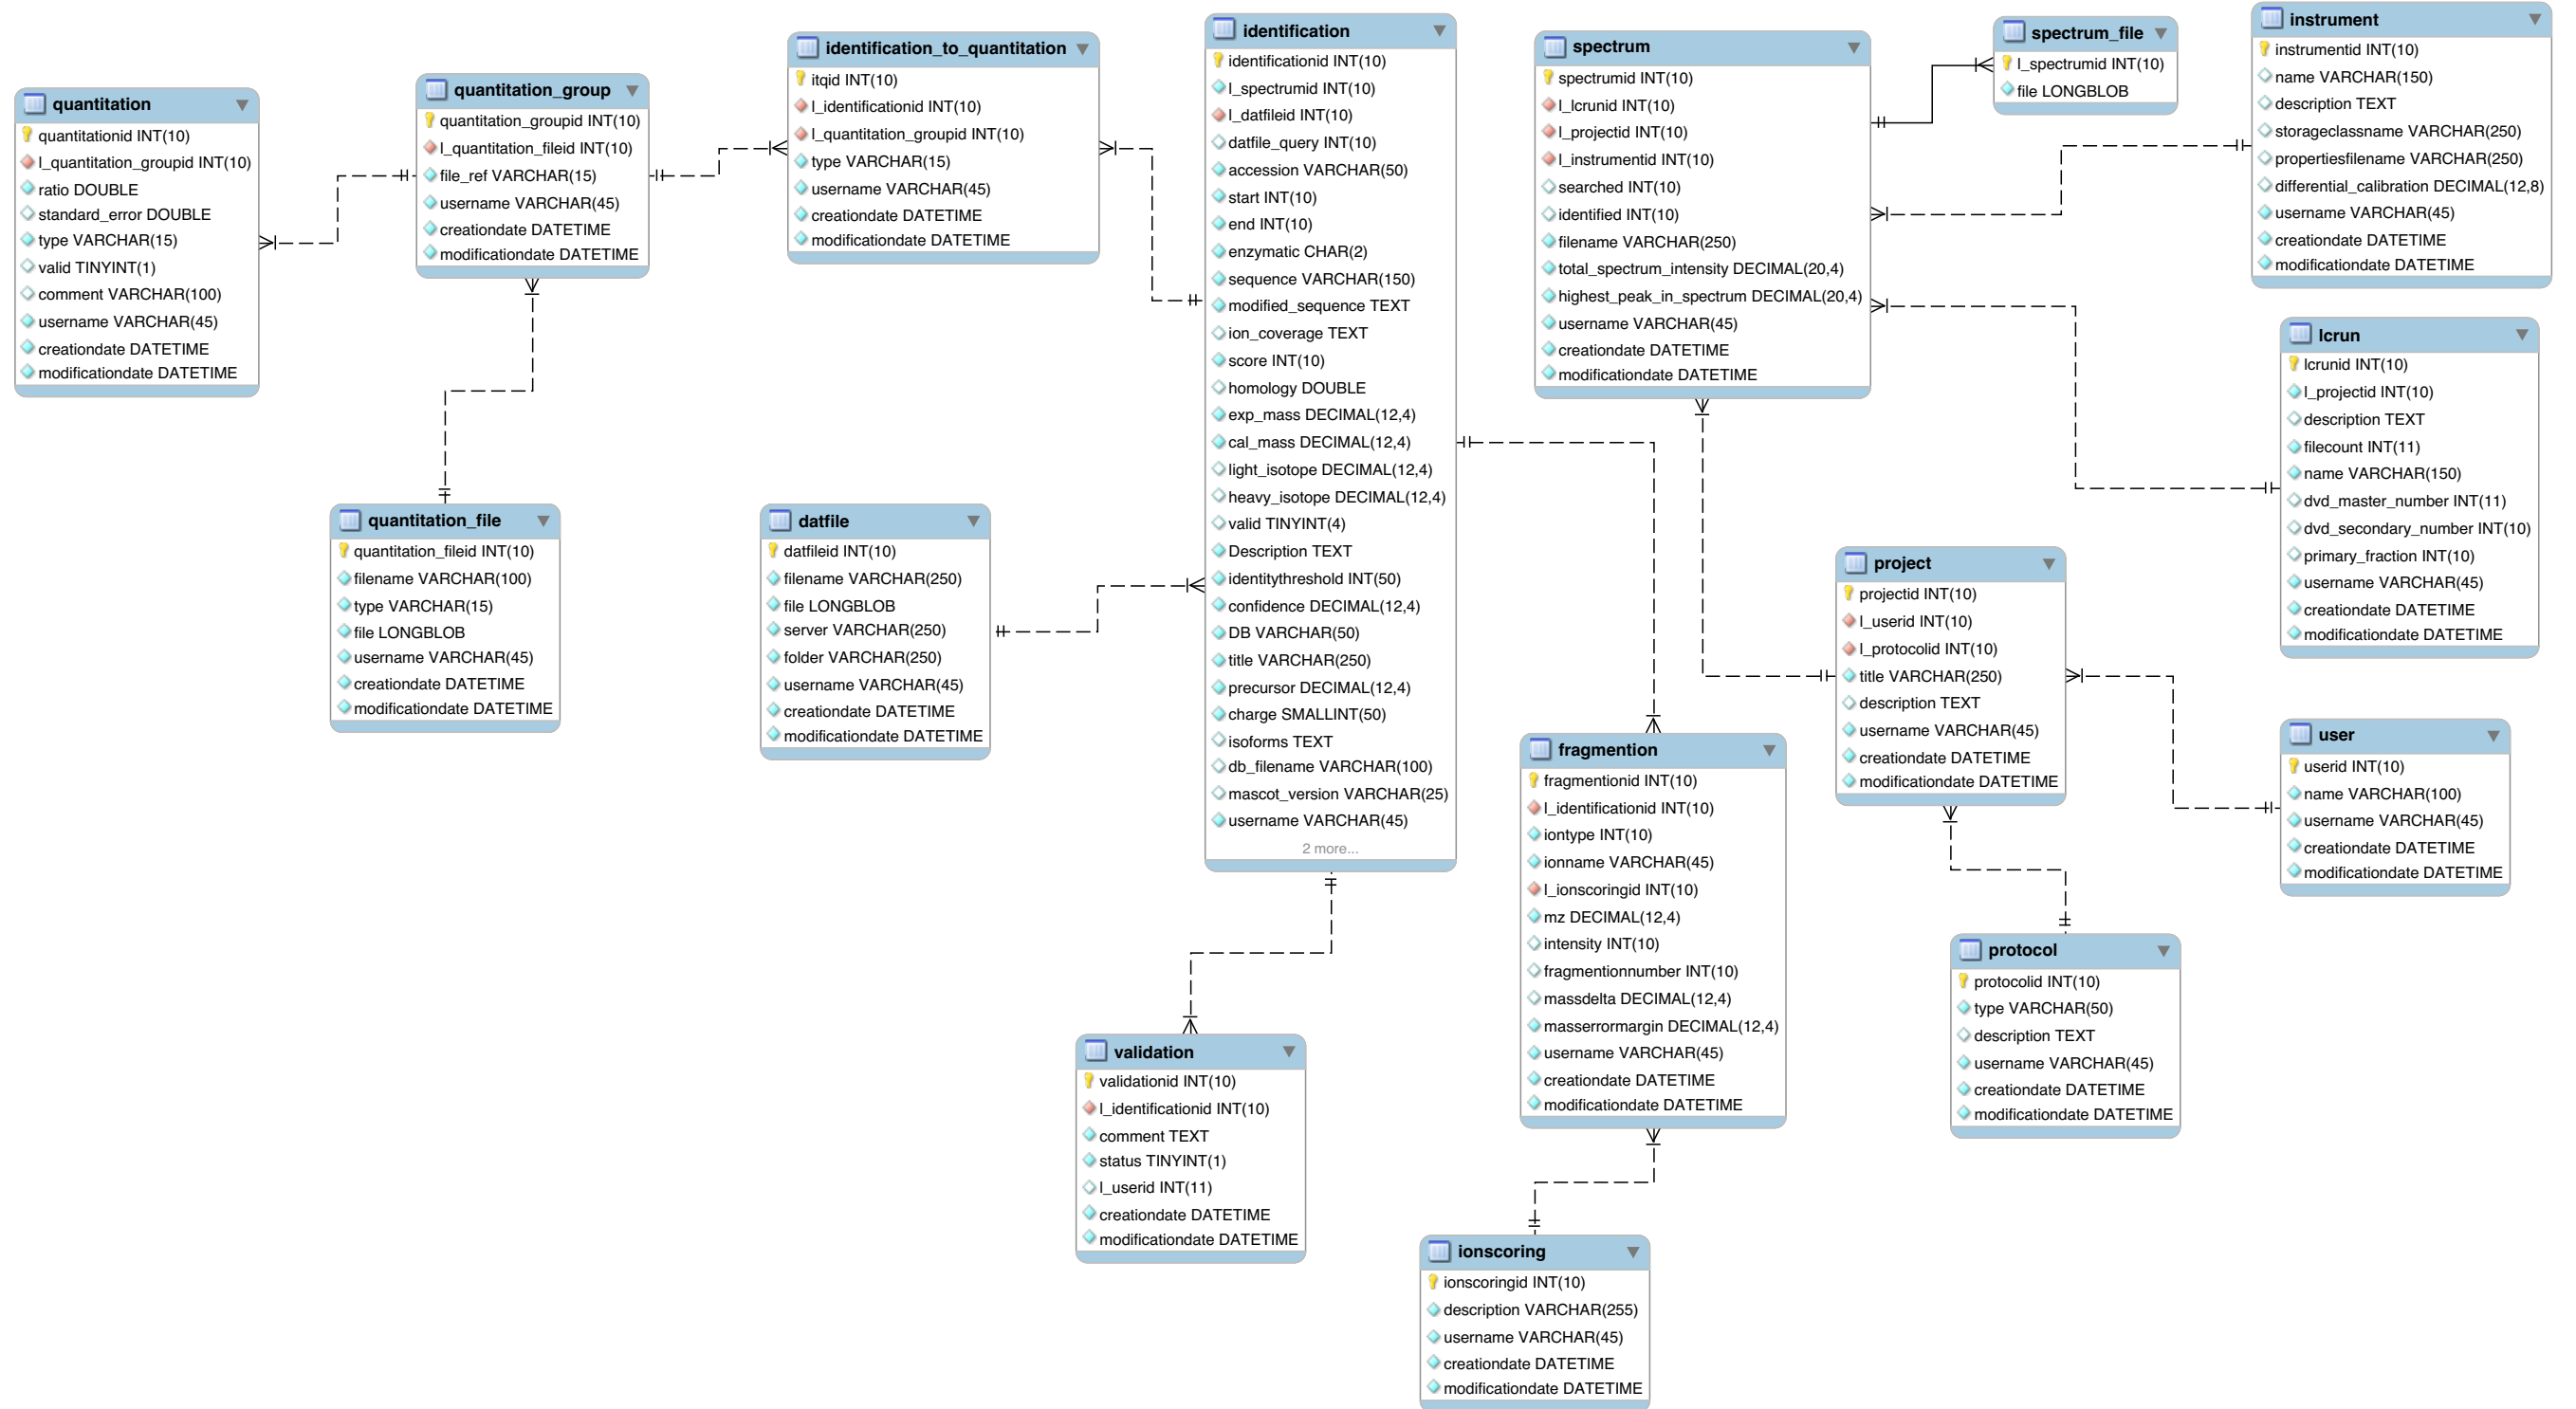 quantitation
quantitationid INT(10)
l_quantitation_groupid INT(10)
ratio DOUBLE
standard_error DOUBLE
type VARCHAR(15)
valid TINYINT(1)
comment VARCHAR(100)
username VARCHAR(45)
creationdate DATETIME
modificationdate DATETIME
quantitation_group
quantitation_groupid INT(10)
l_quantitation_fileid INT(10)
file_ref VARCHAR(15)
username VARCHAR(45)
creationdate DATETIME
modificationdate DATETIME
identification_to_quantitation
itqid INT(10)
l_identificationid INT(10)
l_quantitation_groupid INT(10)
type VARCHAR(15)
username VARCHAR(45)
creationdate DATETIME
modificationdate DATETIME
identification
identificationid INT(10)
l_spectrumid INT(10)
l_datfileid INT(10)
datfile_query INT(10)
accession VARCHAR(50)
start INT(10)
end INT(10)
enzymatic CHAR(2)
sequence VARCHAR(150)
modified_sequence TEXT
ion_coverage TEXT
score INT(10)
homology DOUBLE
exp_mass DECIMAL(12,4)
cal_mass DECIMAL(12,4)
light_isotope DECIMAL(12,4)
heavy_isotope DECIMAL(12,4)
valid TINYINT(4)
Description TEXT
identitythreshold INT(50)
confidence DECIMAL(12,4)
DB VARCHAR(50)
title VARCHAR(250)
precursor DECIMAL(12,4)
charge SMALLINT(50)
isoforms TEXT
db_filename VARCHAR(100)
mascot_version VARCHAR(25)
username VARCHAR(45)
2 more...
spectrum
spectrumid INT(10)
l_lcrunid INT(10)
l_projectid INT(10)
l_instrumentid INT(10)
searched INT(10)
identified INT(10)
filename VARCHAR(250)
total_spectrum_intensity DECIMAL(20,4)
highest_peak_in_spectrum DECIMAL(20,4)
username VARCHAR(45)
creationdate DATETIME
modificationdate DATETIME
spectrum_file
l_spectrumid INT(10)
file LONGBLOB
instrument
instrumentid INT(10)
name VARCHAR(150)
description TEXT
storageclassname VARCHAR(250)
propertiesfilename VARCHAR(250)
differential_calibration DECIMAL(12,8)
username VARCHAR(45)
creationdate DATETIME
modificationdate DATETIME
lcrun
lcrunid INT(10)
l_projectid INT(10)
description TEXT
filecount INT(11)
name VARCHAR(150)
dvd_master_number INT(11)
dvd_secondary_number INT(10)
primary_fraction INT(10)
username VARCHAR(45)
creationdate DATETIME
modificationdate DATETIME
quantitation_file
quantitation_fileid INT(10)
filename VARCHAR(100)
type VARCHAR(15)
file LONGBLOB
username VARCHAR(45)
creationdate DATETIME
modificationdate DATETIME
datfile
datfileid INT(10)
filename VARCHAR(250)
file LONGBLOB
server VARCHAR(250)
folder VARCHAR(250)
username VARCHAR(45)
creationdate DATETIME
modificationdate DATETIME
project
projectid INT(10)
l_userid INT(10)
l_protocolid INT(10)
title VARCHAR(250)
description TEXT
username VARCHAR(45)
creationdate DATETIME
modificationdate DATETIME
user
userid INT(10)
name VARCHAR(100)
username VARCHAR(45)
creationdate DATETIME
modificationdate DATETIME
fragmention
fragmentionid INT(10)
l_identificationid INT(10)
iontype INT(10)
ionname VARCHAR(45)
l_ionscoringid INT(10)
mz DECIMAL(12,4)
intensity INT(10)
fragmentionnumber INT(10)
massdelta DECIMAL(12,4)
masserrormargin DECIMAL(12,4)
username VARCHAR(45)
creationdate DATETIME
modificationdate DATETIME
protocol
protocolid INT(10)
type VARCHAR(50)
description TEXT
username VARCHAR(45)
creationdate DATETIME
modificationdate DATETIME
validation
validationid INT(10)
l_identificationid INT(10)
comment TEXT
status TINYINT(1)
l_userid INT(11)
creationdate DATETIME
modificationdate DATETIME
ionscoring
ionscoringid INT(10)
description VARCHAR(255)
username VARCHAR(45)
creationdate DATETIME
modificationdate DATETIME